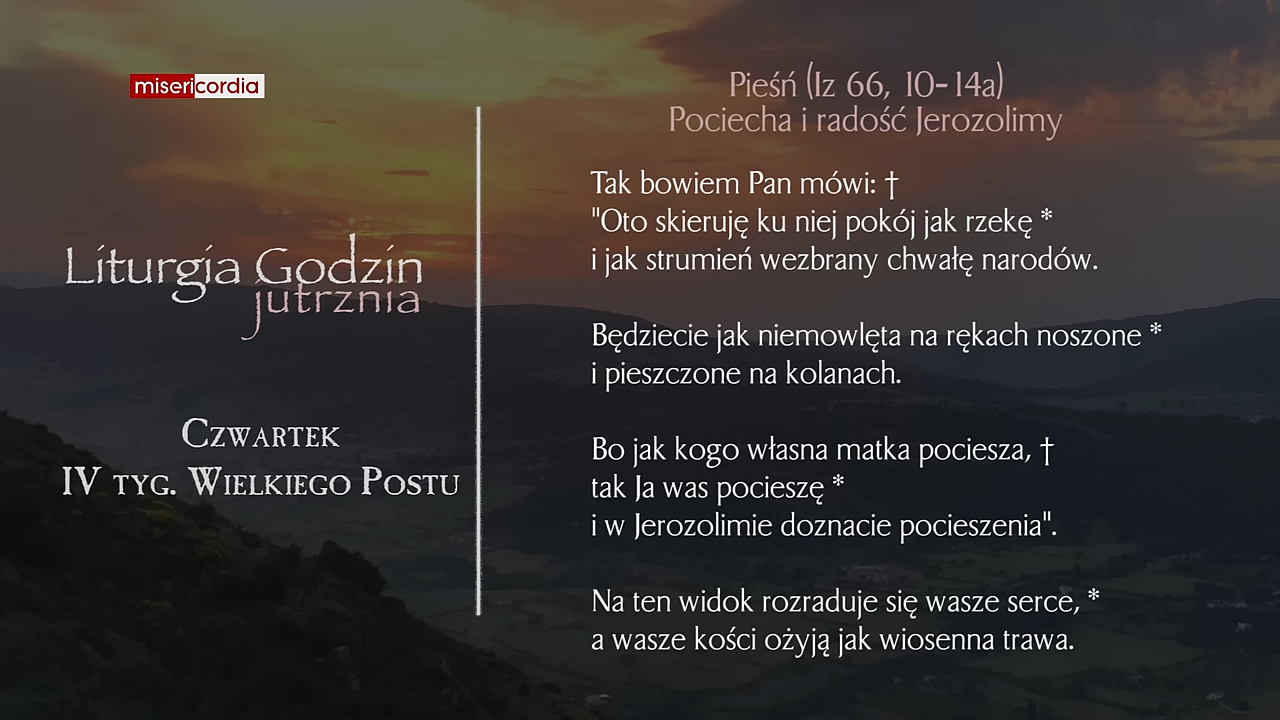 misericordia
Liturgia Godzin
jutrznia
Czwartek
IV tyg. Wielkiego Postu
Pieśń (Iz 66, 10-14a)
Pociecha i radość Jerozolimy
Tak bowiem Pan mówi: †
"Oto skieruję ku niej pokój jak rzekę *
i jak strumień wezbrany chwałę narodów.
Będziecie jak niemowlęta na rękach noszone *
i pieszczone na kolanach.
Bo jak kogo własna matka pociesza, †
tak Ja was pocieszę *
i w Jerozolimie doznacie pocieszenia".
Na ten widok rozraduje się wasze serce, *
a wasze kości ożyją jak wiosenna trawa.